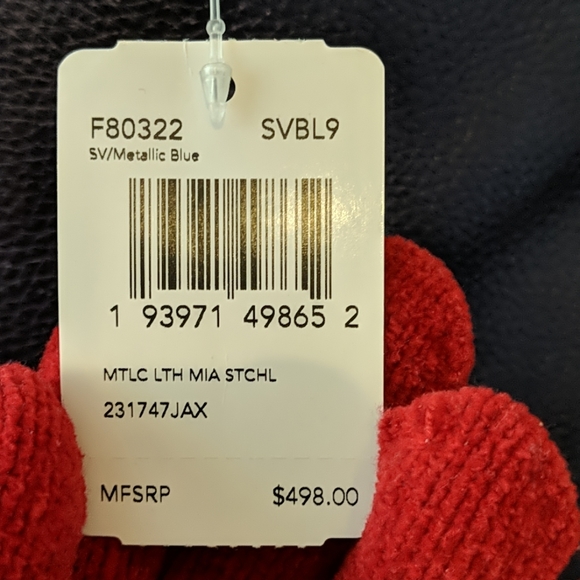 F80322 SVBL9
SV/Metallic Blue
1 93971 49865 2
MTLC LTH MIA STCHL
231747JAX
MFSRP $498.00